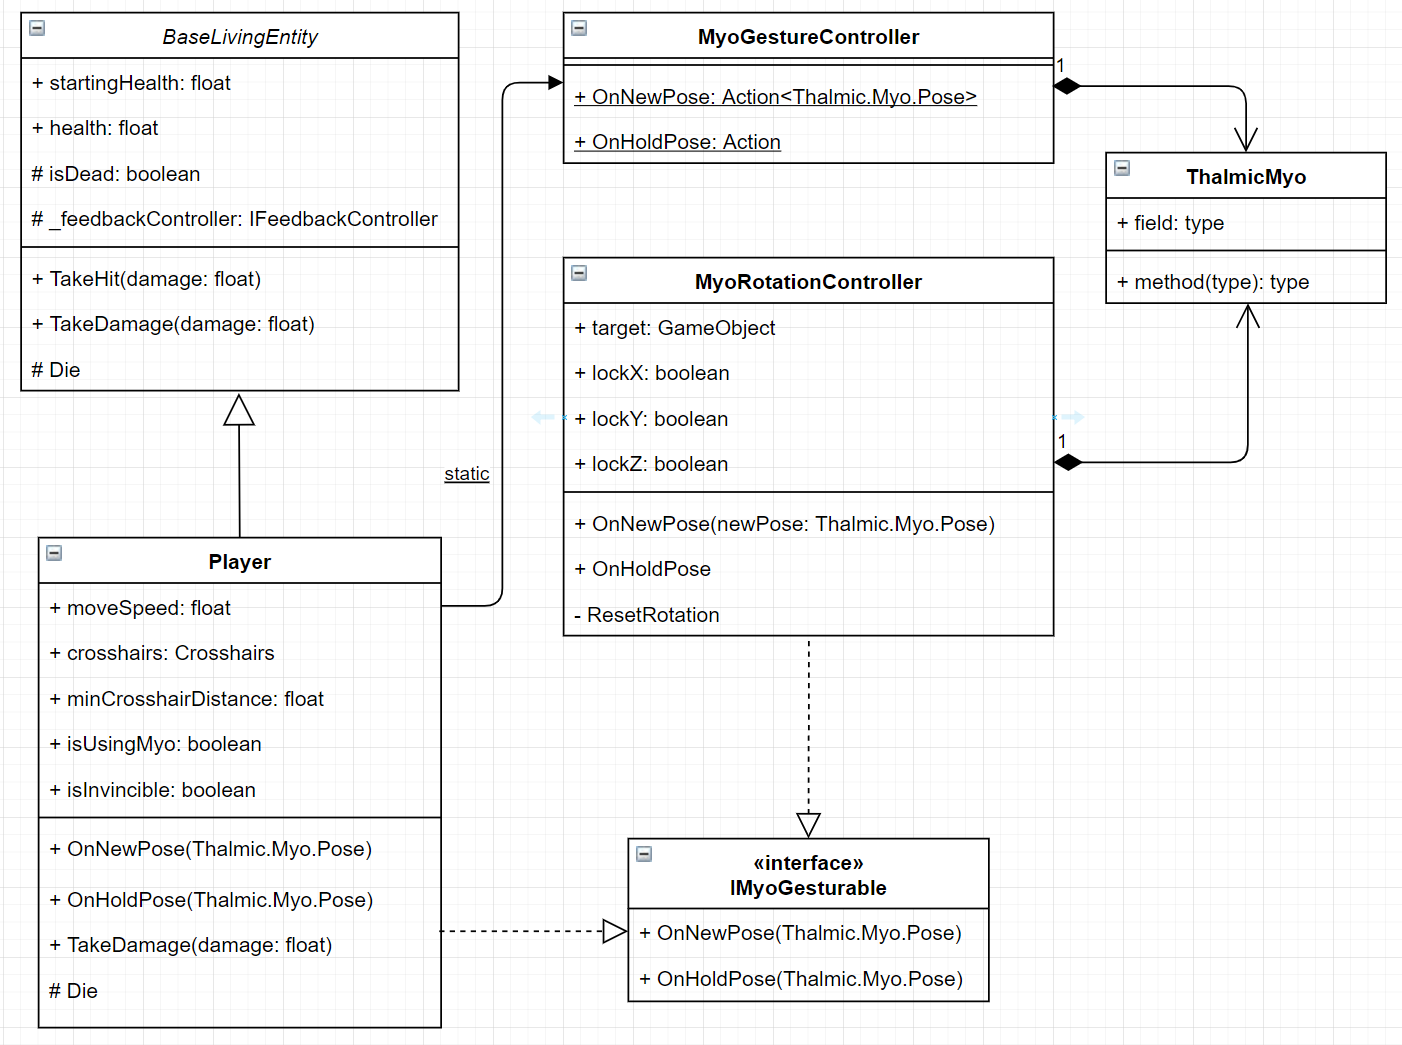 BaseLivingEntity
+ startingHealth: float
+ health: float
# isDead: boolean
# _feedbackController: IFeedbackController
+ TakeHit(damage: float)
+ TakeDamage(damage: float)
# Die
MyoGestureController
+ OnNewPose: Action<Thalmic.Myo.Pose>
+ OnHoldPose: Action
1
ThalmicMyo
+ field: type
+ method(type): type
MyoRotationController
+ target: GameObject
+ lockX: boolean
+ lockY: boolean
+ lockZ: boolean
+ OnNewPose(newPose: Thalmic.Myo.Pose)
+ OnHoldPose
- ResetRotation
1
static
Player
+ moveSpeed: float
+ crosshairs: Crosshairs
+ minCrosshairDistance: float
+ isUsingMyo: boolean
+ isInvincible: boolean
+ OnNewPose(Thalmic.Myo.Pose)
+ OnHoldPose(Thalmic.Myo.Pose)
+ TakeDamage(damage: float)
# Die
«interface»
IMyoGesturable
+ OnNewPose(Thalmic.Myo.Pose)
+ OnHoldPose(Thalmic.Myo.Pose)